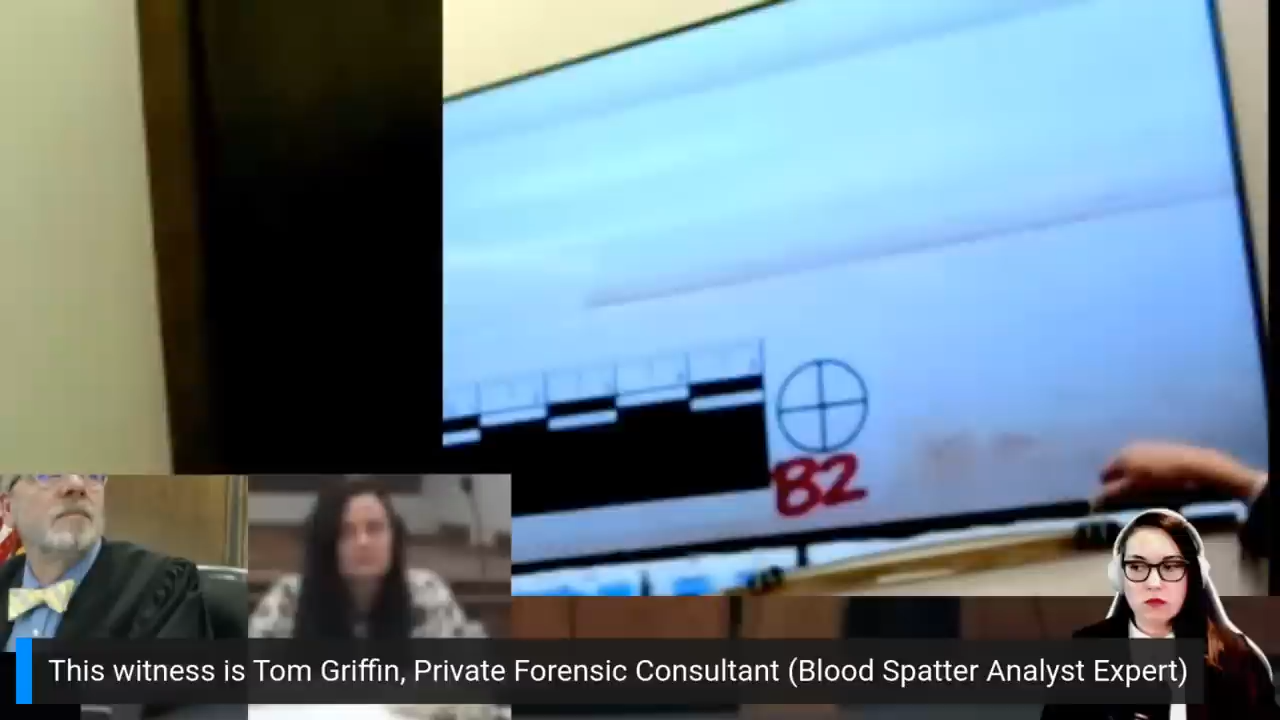 B2
This witness is Tom Griffin, Private Forensic Consultant (Blood Spatter Analyst Expert)